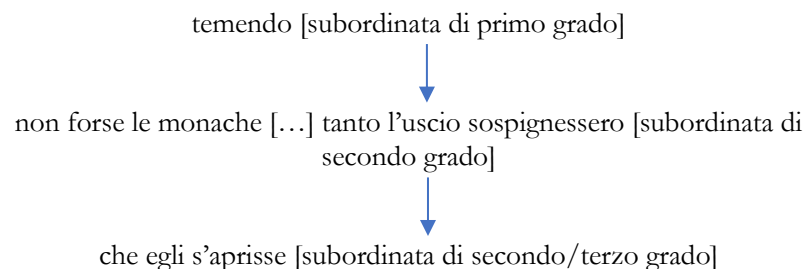 temendo [subordinata di primo grado]
non forse le monache […] tanto l’uscio sospignessero [subordinata di
secondo grado]
che egli s’aprisse [subordinata di secondo/terzo grado]